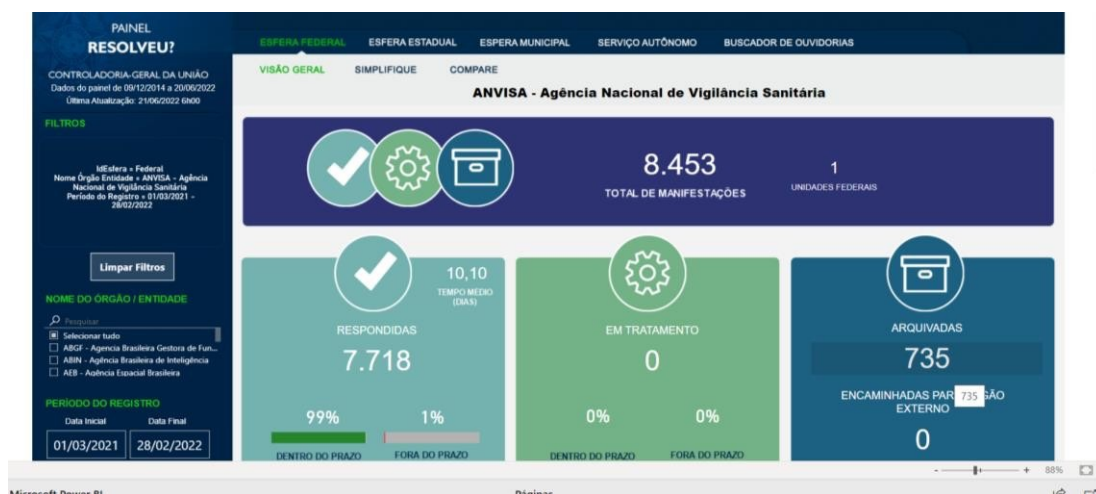 PAINEL
RESOLVEU?
CONTROLADORIA-GERAL DA UNIÃO
Dados do painel de 09/12/2014 a 20/06/2022
Última Atualização: 21/06/2022 6h00
FILTROS
IdEsfera = Federal
Nome Órgão Entidade = ANVISA - Agência
Nacional de Vigilância Sanitária
Período do Registro = 01/03/2021 -
28/02/2022
Limpar Filtros
NOME DO ÓRGÃO / ENTIDADE
Pesquisar
Selecionar tudo
ABGF - Agencia Brasileira Gestora de Fun...
ABIN - Agência Brasileira de Inteligência
AEB - Agência Espacial Brasileira
PERÍODO DO REGISTRO
Data Inicial Data Final
01/03/2021 28/02/2022
ESFERA FEDERAL ESFERA ESTADUAL ESPERA MUNICIPAL SERVIÇO AUTÔNOMO BUSCADOR DE OUVIDORIAS
VISÃO GERAL SIMPLIFIQUE COMPARE
ANVISA - Agência Nacional de Vigilância Sanitária
8.453
TOTAL DE MANIFESTAÇÕES
1
UNIDADES FEDERAIS
10,10
TEMPO MÉDIO
(DIAS)
RESPONDIDAS
7.718
99% 1%
DENTRO DO PRAZO FORA DO PRAZO
EM TRATAMENTO
0
0% 0%
DENTRO DO PRAZO FORA DO PRAZO
ARQUIVADAS
735
ENCAMINHADAS PAR 735 ÃO
EXTERNO
0
- + 88%
Microsoft Power BI Páginas